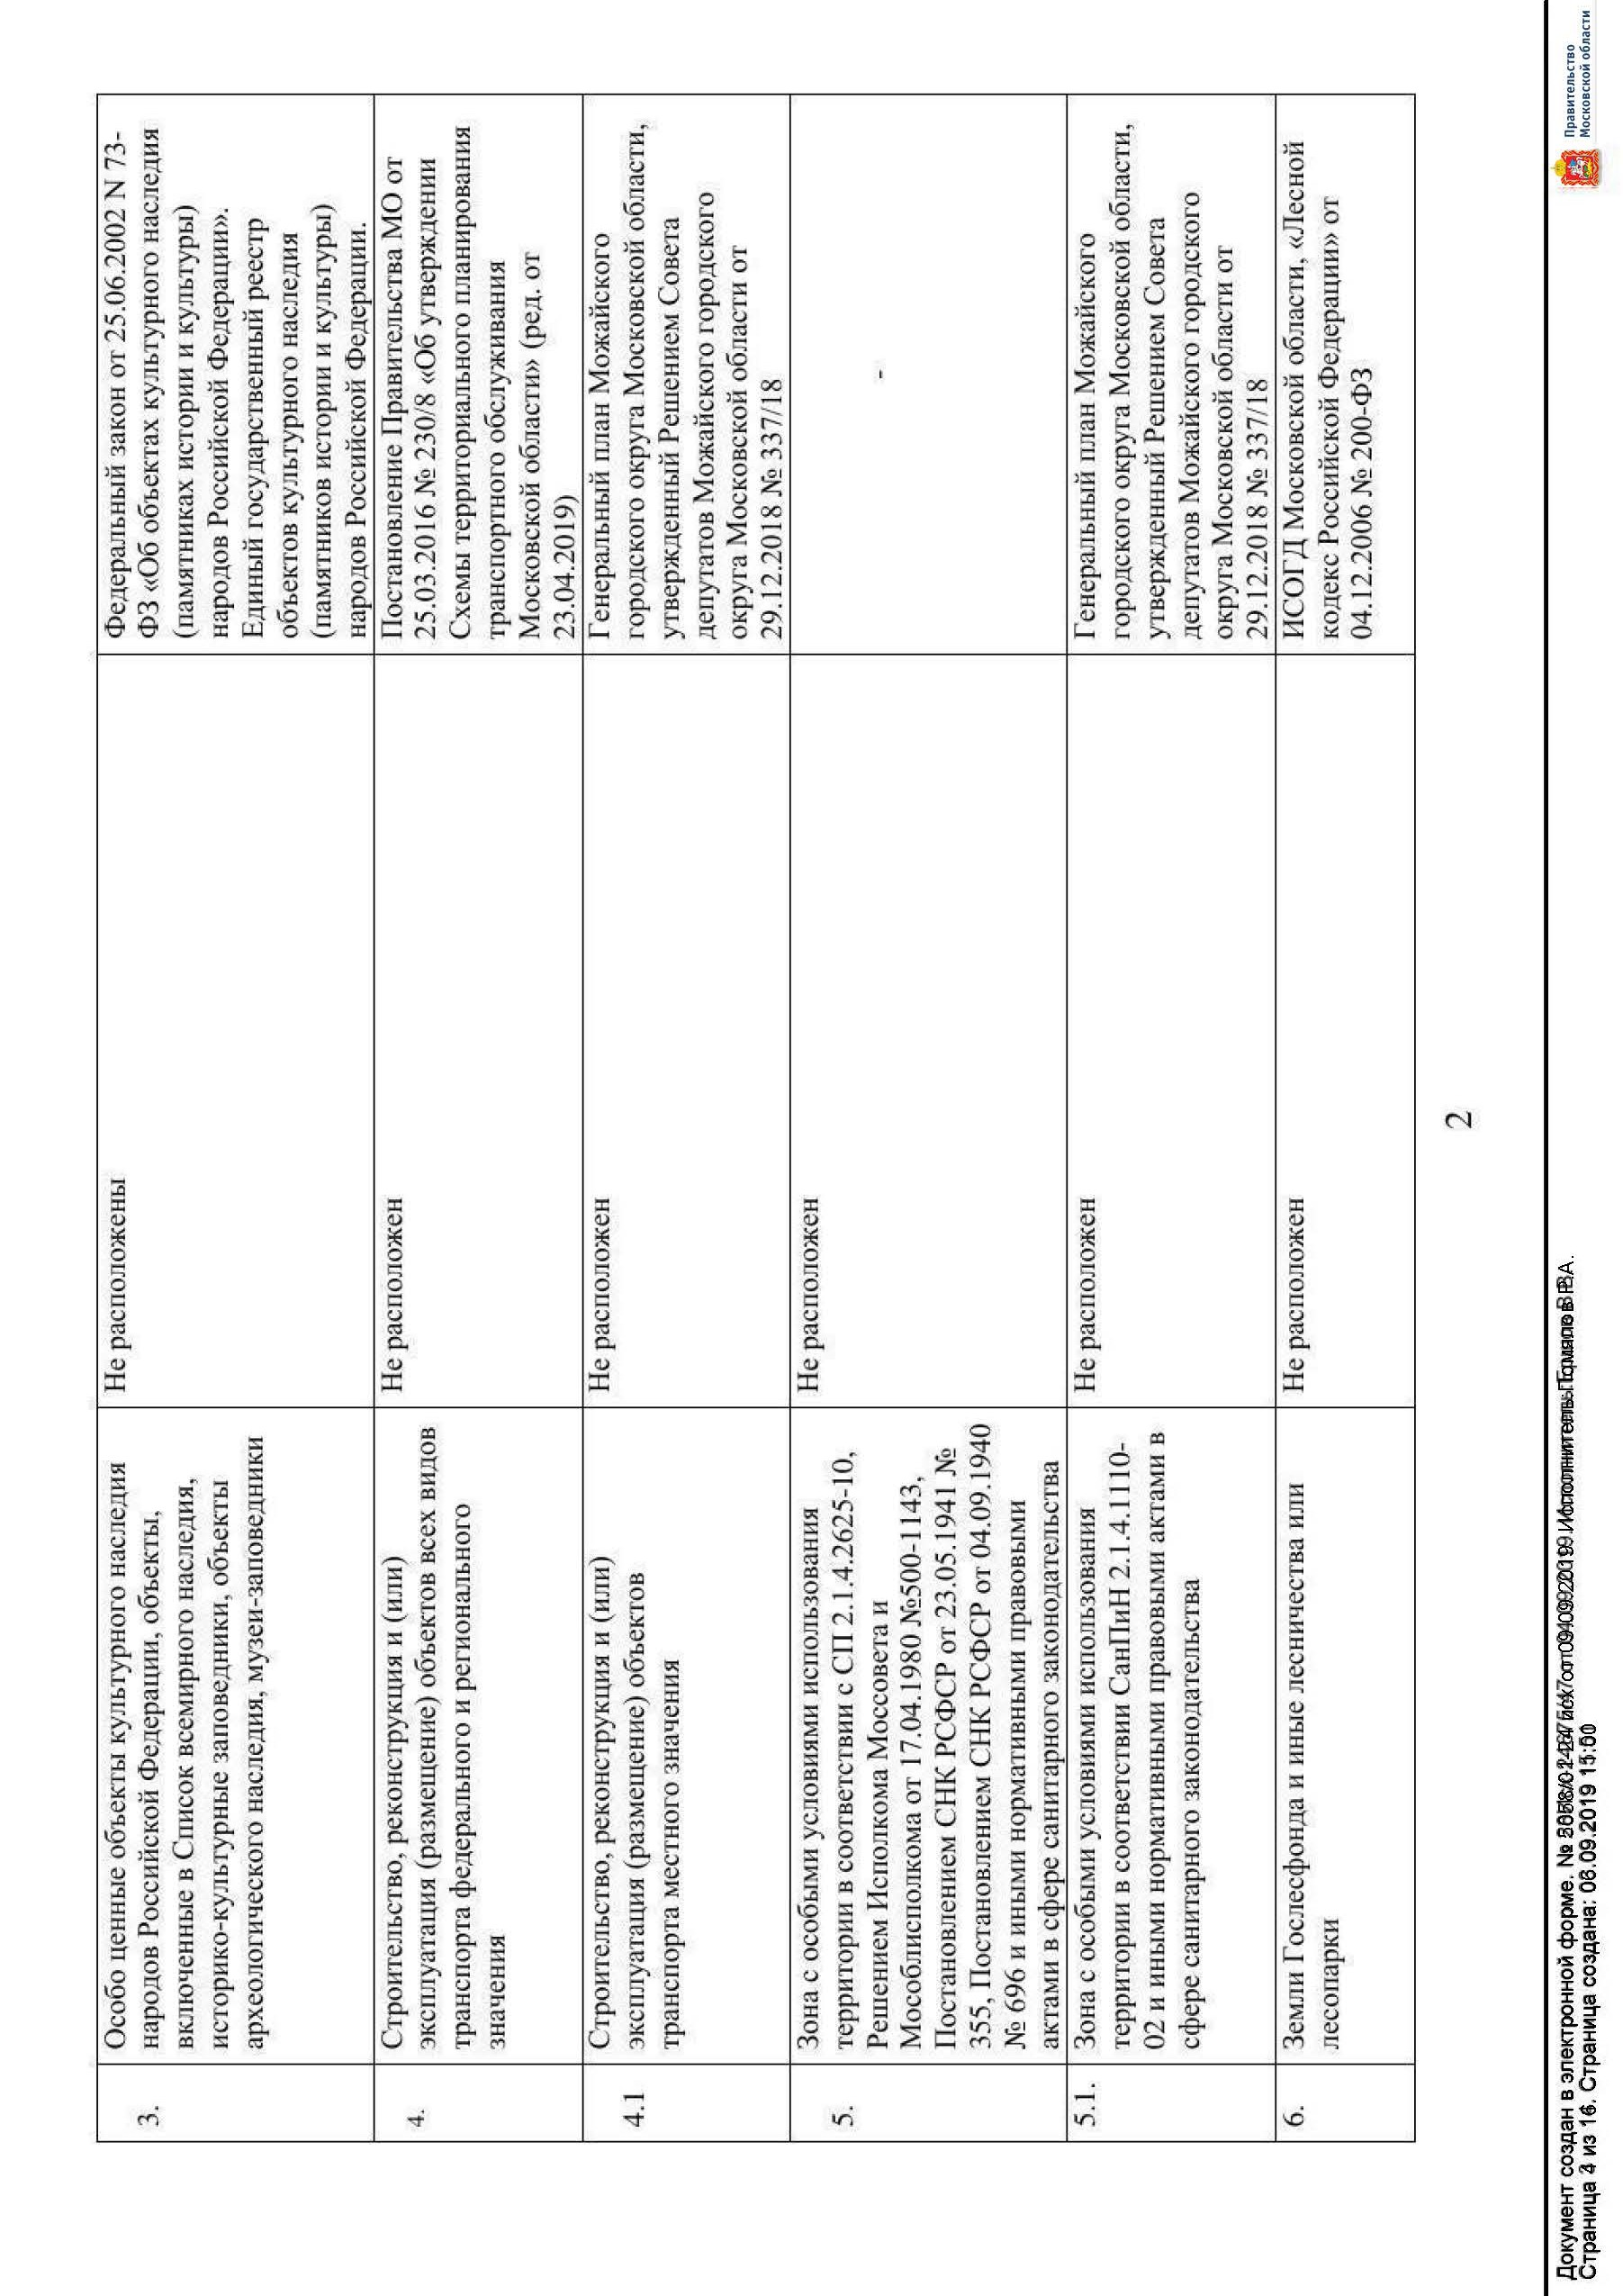 3.
Особо ценные объекты культурного наследия
народов Российской Федерации, объекты,
включенные в Список всемирного наследия,
историко-культурные заповедники, объекты
археологического наследия, музеи-заповедники
Не расположены
Федеральный закон от 25.06.2002 N 73-
ФЗ «Об объектах культурного наследия
(памятниках истории и культуры)
народов Российской Федерации».
Единый государственный реестр
объектов культурного наследия
(памятников истории и культуры)
народов Российской Федерации.
4.
Строительство, реконструкция и (или)
эксплуатация (размещение) объектов всех видов
транспорта федерального и регионального
значения
Не расположен
Постановление Правительства МО от
25.03.2016 № 230/8 «Об утверждении
Схемы территориального планирования
транспортного обслуживания
Московской области» (ред. от
23.04.2019)
4.1
Строительство, реконструкция и (или)
эксплуатация (размещение) объектов
транспорта местного значения
Не расположен
Генеральный план Можайского
городского округа Московской области,
утвержденный Решением Совета
депутатов Можайского городского
округа Московской области от
29.12.2018 № 337/18
5.
Зона с особыми условиями использования
территории в соответствии с СП 2.1.4.2625-10,
Решением Исполкома Моссовета и
Мособлисполкома от 17.04.1980 №500-1143,
Постановлением СНК РСФСР от 23.05.1941 №
355, Постановлением СНК РСФСР от 04.09.1940
№ 696 и иными нормативными правовыми
актами в сфере санитарного законодательства
Не расположен
-
5.1.
Зона с особыми условиями использования
территории в соответствии СанПиН 2.1.4.1110-
02 и иными нормативными правовыми актами в
сфере санитарного законодательства
Не расположен
Генеральный план Можайского
городского округа Московской области,
утвержденный Решением Совета
депутатов Можайского городского
округа Московской области от
29.12.2018 № 337/18
6.
Земли Гослесфонда и иные лесничества или
лесопарки
Не расположен
ИСОГД Московской области, «Лесной
кодекс Российской Федерации» от
04.12.2006 № 200-ФЗ
2
Документ создан в электронной форме. №
Страница из 16. Страница создана: 06.09.2019
Правительство
Московской области